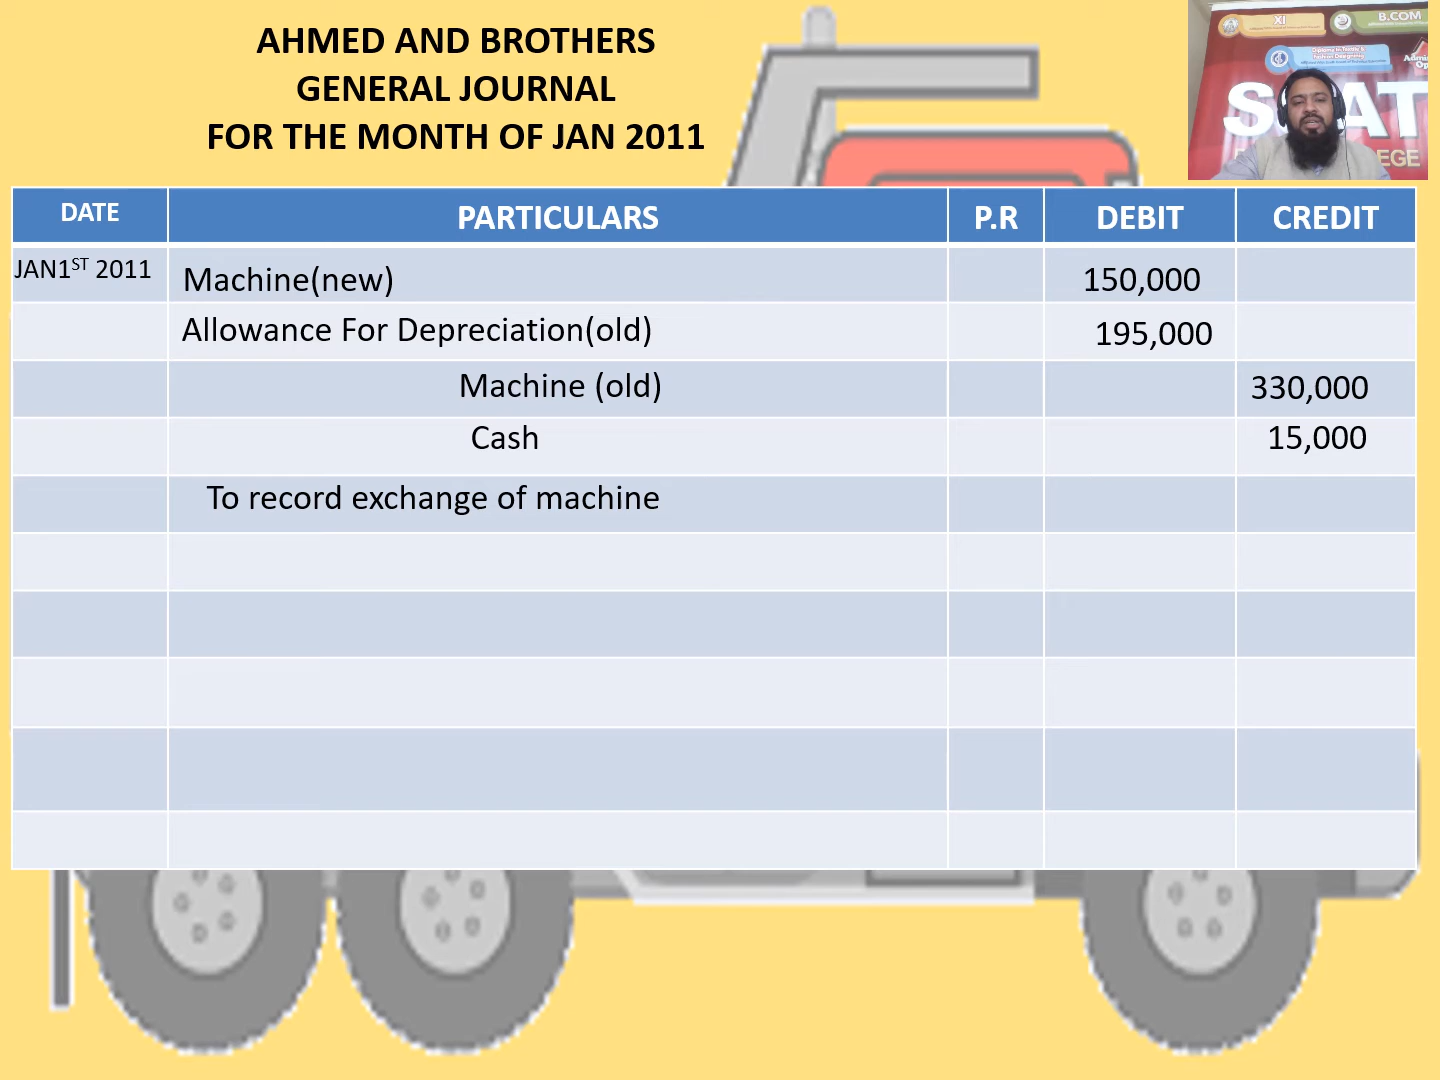 AHMED AND BROTHERS
GENERAL JOURNAL
FOR THE MONTH OF JAN 2011
XI
B.COM
DATE PARTICULARS P.R DEBIT CREDIT
JAN1ST 2011 Machine(new) 150,000
Allowance For Depreciation(old) 195,000
Machine (old) 330,000
Cash 15,000
To record exchange of machine